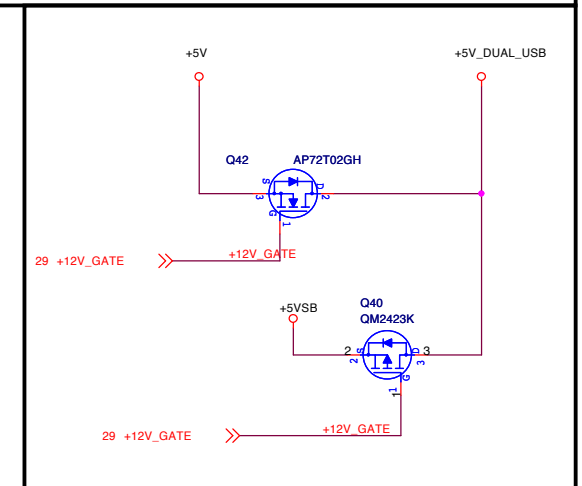 +5V
+5V_DUAL_USB
Q42
AP72T02GH
S
D
3
2
G
1
+12V_GATE
29 +12V_GATE
+5VSB
Q40
QM2423K
2
S
D
3
2
3
G
1
1
+12V_GATE
29 +12V_GATE